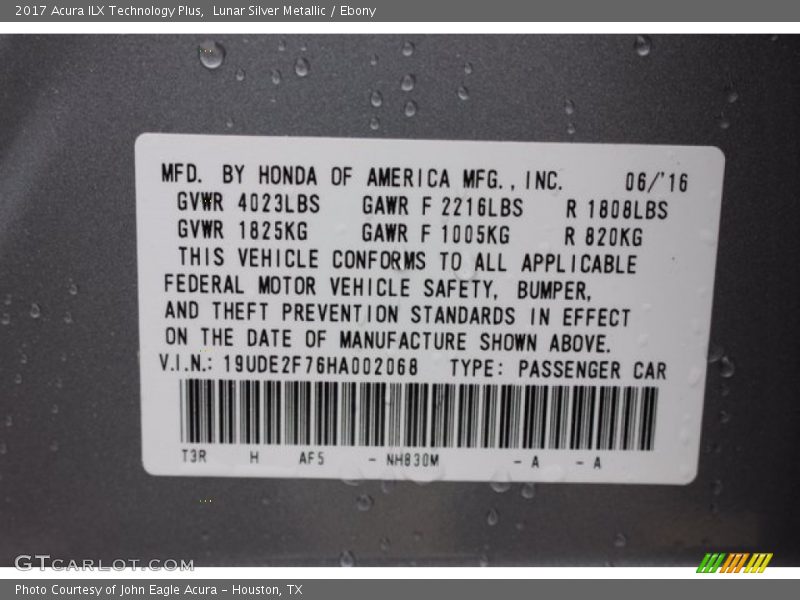 2017 Acura ILX Technology Plus,  Lunar Silver Metallic / Ebony
MFD. BY HONDA OF AMERICA MFG., INC. 06/'16
GVWR 4023LBS GAWR F 2216LBS R 1808LBS
GVWR 1825KG GAWR F 1005KG R 820KG
THIS VEHICLE CONFORMS TO ALL APPLICABLE
FEDERAL MOTOR VEHICLE SAFETY, BUMPER,
AND THEFT PREVENTION STANDARDS IN EFFECT
ON THE DATE OF MANUFACTURE SHOWN ABOVE.
V.I.N.: 19UDE2F76HA002068 TYPE: PASSENGER CAR
T3R H AF5 - NH830M - A - A
GTCARLOT.COM
Photo Courtesy of John Eagle Acura - Houston, TX